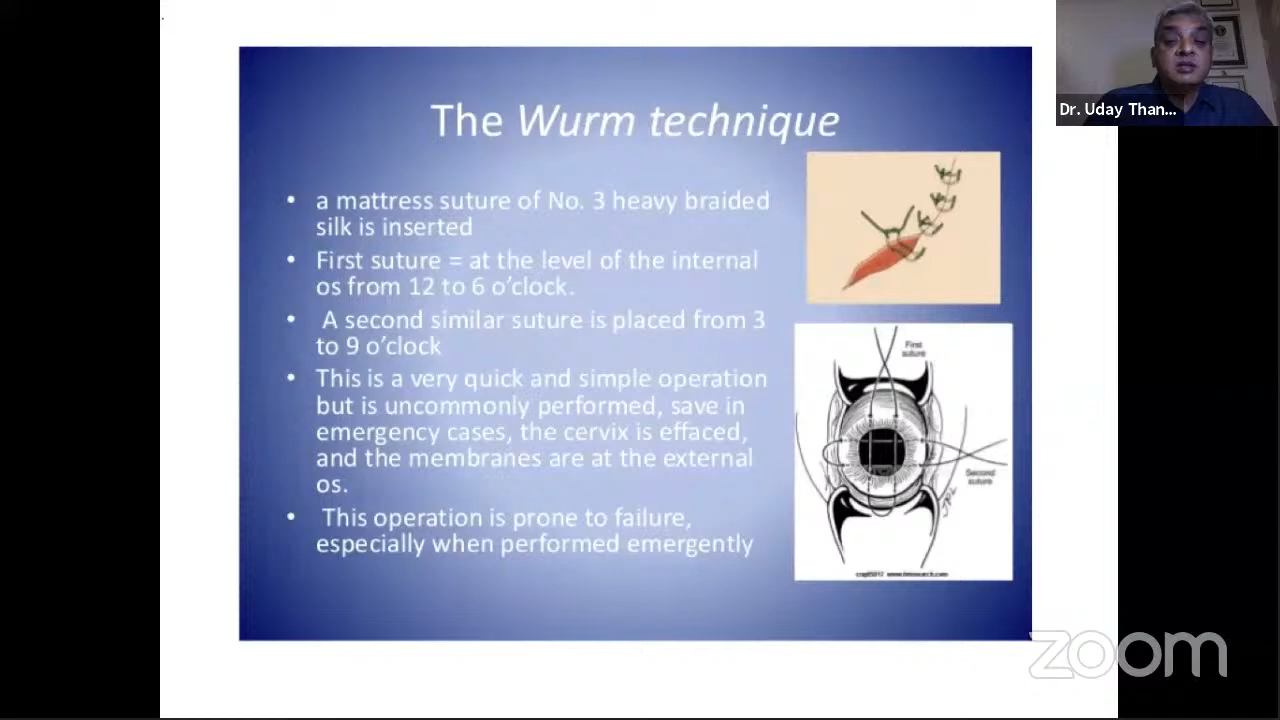 The Wurm technique
• a mattress suture of No. 3 heavy braided
silk is inserted
• First suture = at the level of the internal
os from 12 to 6 o’clock.
• A second similar suture is placed from 3
to 9 o’clock
• This is a very quick and simple operation
but is uncommonly performed, save in
emergency cases, the cervix is effaced,
and the membranes are at the external
os.
• This operation is prone to failure,
especially when performed emergently
First
suture
Second
suture
Dr. Uday Than...
zoom